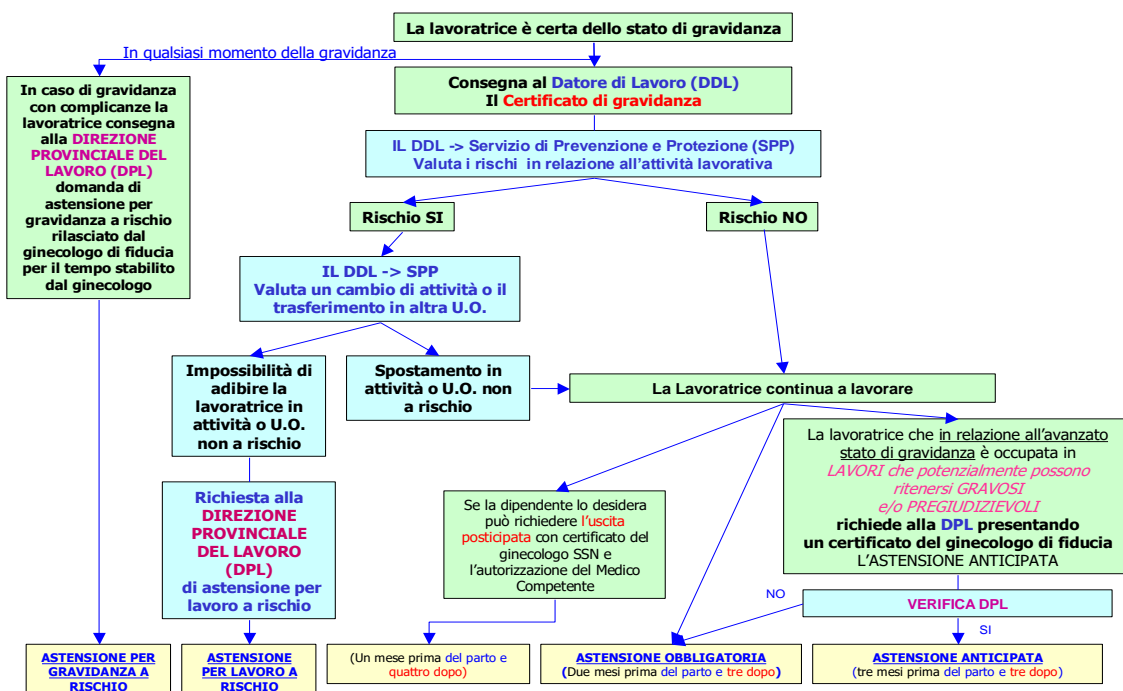 La lavoratrice è certa dello stato di gravidanza
In qualsiasi momento della gravidanza
In caso di gravidanza
con complicanze la
lavoratrice consegna
alla DIREZIONE
PROVINCIALE DEL
LAVORO (DPL)
domanda di
astensione per
gravidanza a rischio
rilasciato dal
ginecologo di fiducia
per il tempo stabilito
dal ginecologo
Consegna al Datore di Lavoro (DDL)
Il Certificato di gravidanza
IL DDL -> Servizio di Prevenzione e Protezione (SPP)
Valuta i rischi in relazione all'attività lavorativa
Rischio SI
Rischio NO
IL DDL -> SPP
Valuta un cambio di attività o il
trasferimento in altra U.O.
Impossibilità di
adibire la
lavoratrice in
attività o U.O.
non a rischio
Spostamento in
attività o U.O. non
a rischio
La Lavoratrice continua a lavorare
Richiesta alla
DIREZIONE
PROVINCIALE
DEL LAVORO
(DPL)
di astensione per
lavoro a rischio
Se la dipendente lo desidera
può richiedere l'uscita
posticipata con certificato del
ginecologo SSN e
l'autorizzazione del Medico
Competente
La lavoratrice che in relazione all'avanzato
stato di gravidanza è occupata in
LAVORI che potenzialmente possono
ritenersi GRAVOSI
e/o PREGIUDIZIEVOLI
richiede alla DPL presentando
un certificato del ginecologo di fiducia
L'ASTENSIONE ANTICIPATA
NO
VERIFICA DPL
SI
ASTENSIONE PER
GRAVIDANZA A
RISCHIO
ASTENSIONE
PER LAVORO A
RISCHIO
(Un mese prima del parto e
quattro dopo)
ASTENSIONE OBBLIGATORIA
(Due mesi prima del parto e tre dopo)
ASTENSIONE ANTICIPATA
(tre mesi prima del parto e tre dopo)